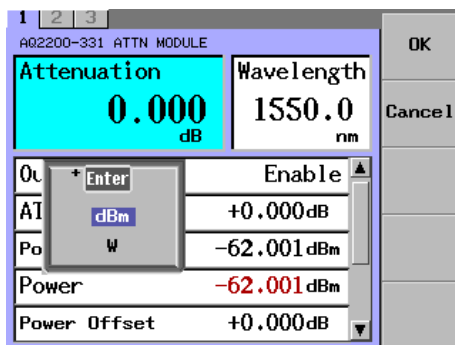 1 2 3
AQ2200-331 ATTN MODULE
OK
Attenuation
0.000
dB
Wavelength
1550.0
nm
Cancel
Ou
Enable
+ Enter
AT
dBm
+0.000dB
Po
W
-62.001dBm
Power
-62.001dBm
Power Offset
+0.000dB